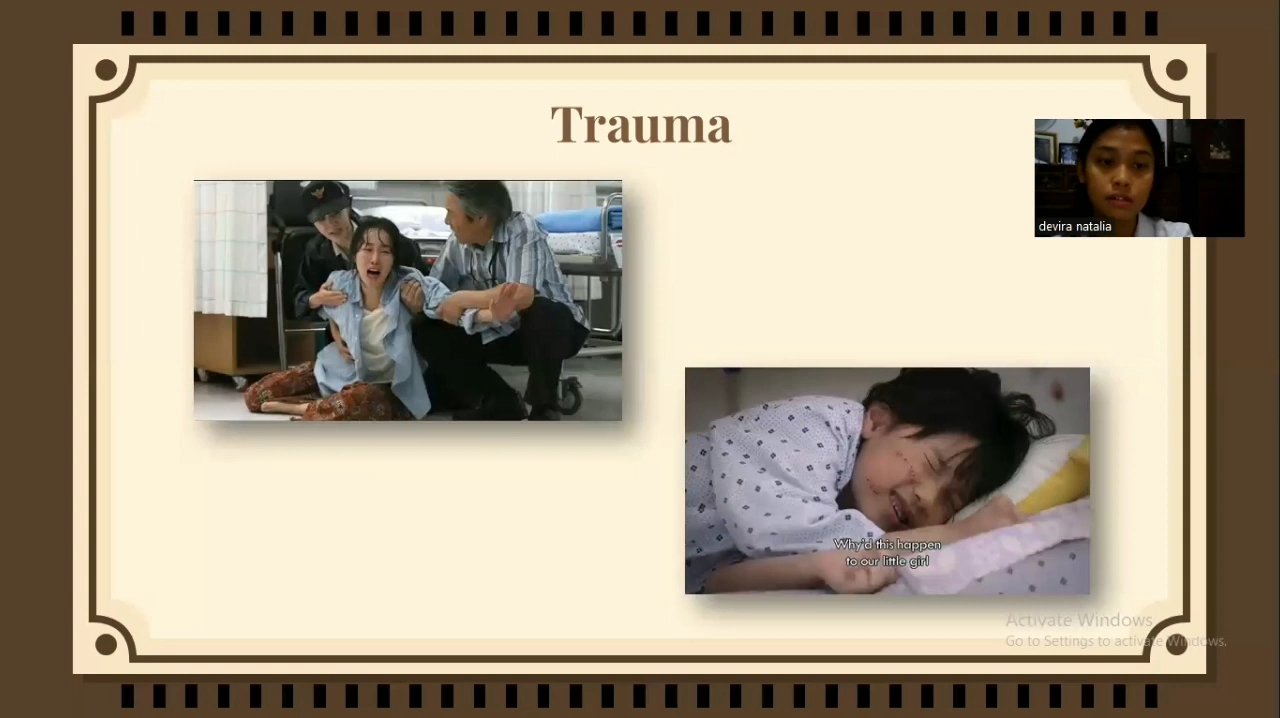 Trauma
devira natalia
Why'd this happen
to our little girl
Activate Windows
Go to Settings to activate Windows.